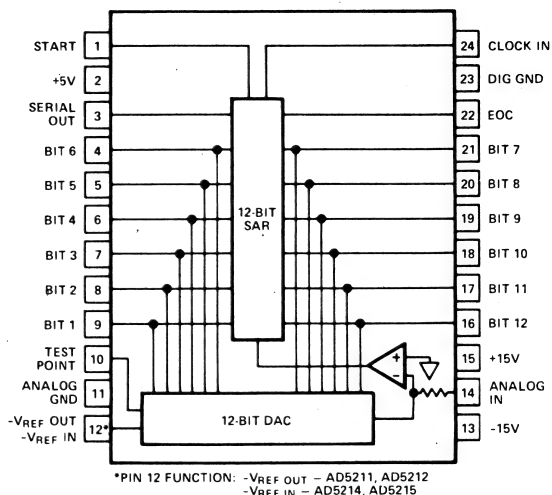 START 1
+5V 2
SERIAL
OUT 3
BIT 6 4
BIT 5 5
BIT 4 6
BIT 3 7
BIT 2 8
BIT 1 9
TEST
POINT 10
ANALOG
GND 11
-VREF OUT
-VREF IN 12*
12-BIT
SAR
12-BIT DAC
+
-
24 CLOCK IN
23 DIG GND
22 EOC
21 BIT 7
20 BIT 8
19 BIT 9
18 BIT 10
17 BIT 11
16 BIT 12
15 +15V
14 ANALOG
IN
13 -15V
*PIN 12 FUNCTION: -VREF OUT – AD5211, AD5212
-VREF IN – AD5214, AD5215